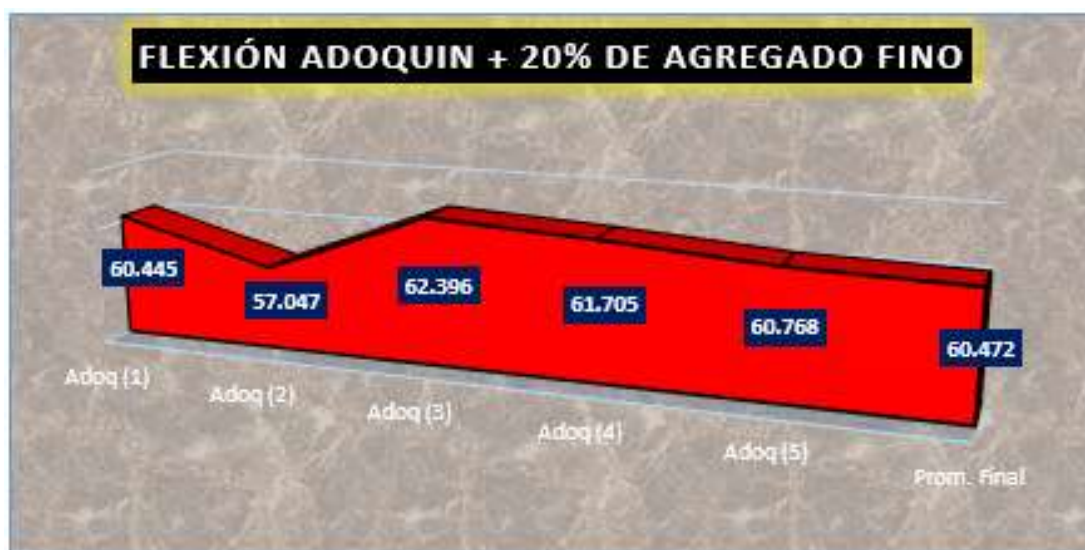 FLEXIÓN ADOQUIN + 20% DE AGREGADO FINO
60.445
57.047
62.396
61.705
60.768
60.472
Adoq (1)
Adoq (2)
Adoq (3)
Adoq (4)
Adoq (5)
Prom. Final